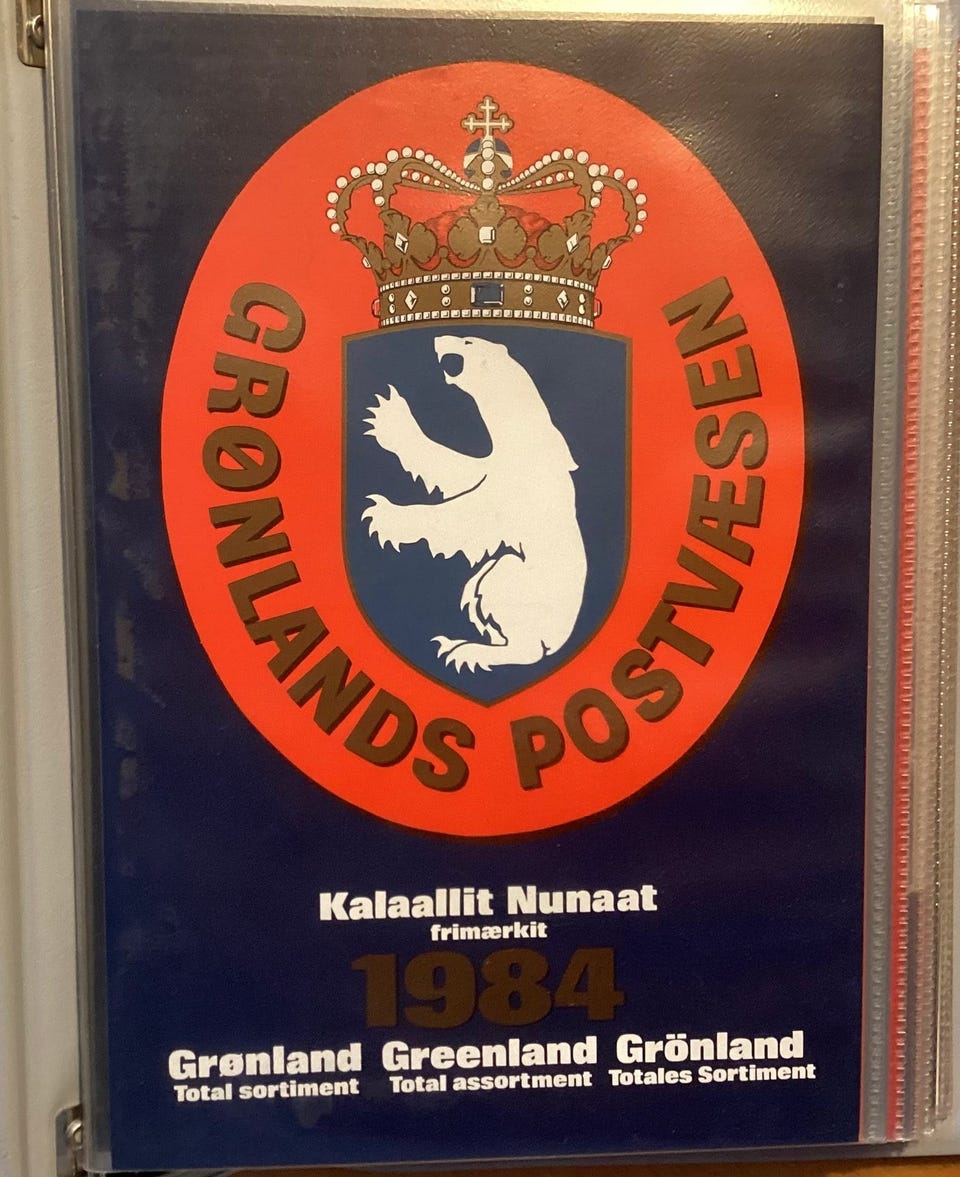 GRØNLANDS POSTVÆSEN
Kalaallit Nunaat
frimærkit
1984
Grønland Greenland Grönland
Total sortiment Total assortment Totales Sortiment